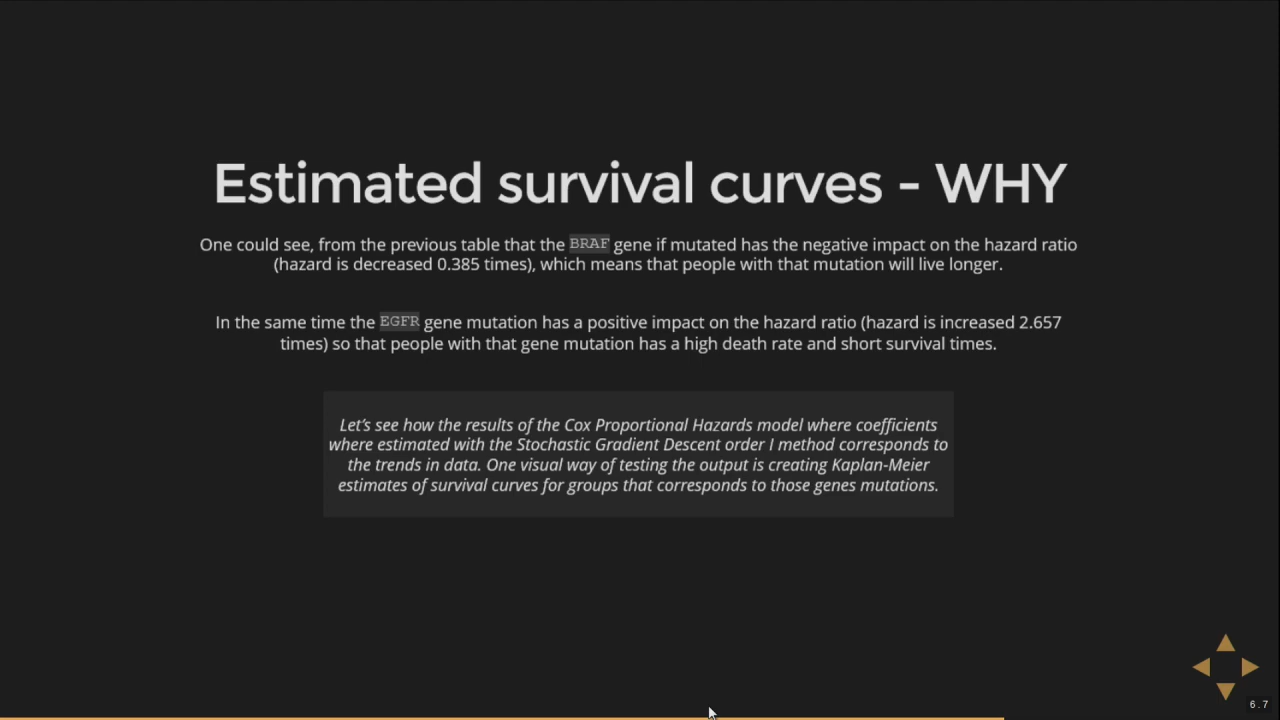 Estimated survival curves - WHY
One could see, from the previous table that the BRAF gene if mutated has the negative impact on the hazard ratio
(hazard is decreased 0.385 times), which means that people with that mutation will live longer.
In the same time the EGFR gene mutation has a positive impact on the hazard ratio (hazard is increased 2.657
times) so that people with that gene mutation has a high death rate and short survival times.
Let's see how the results of the Cox Proportional Hazards model where coefficients
where estimated with the Stochastic Gradient Descent order I method corresponds to
the trends in data. One visual way of testing the output is creating Kaplan-Meier
estimates of survival curves for groups that corresponds to those genes mutations.
6.7